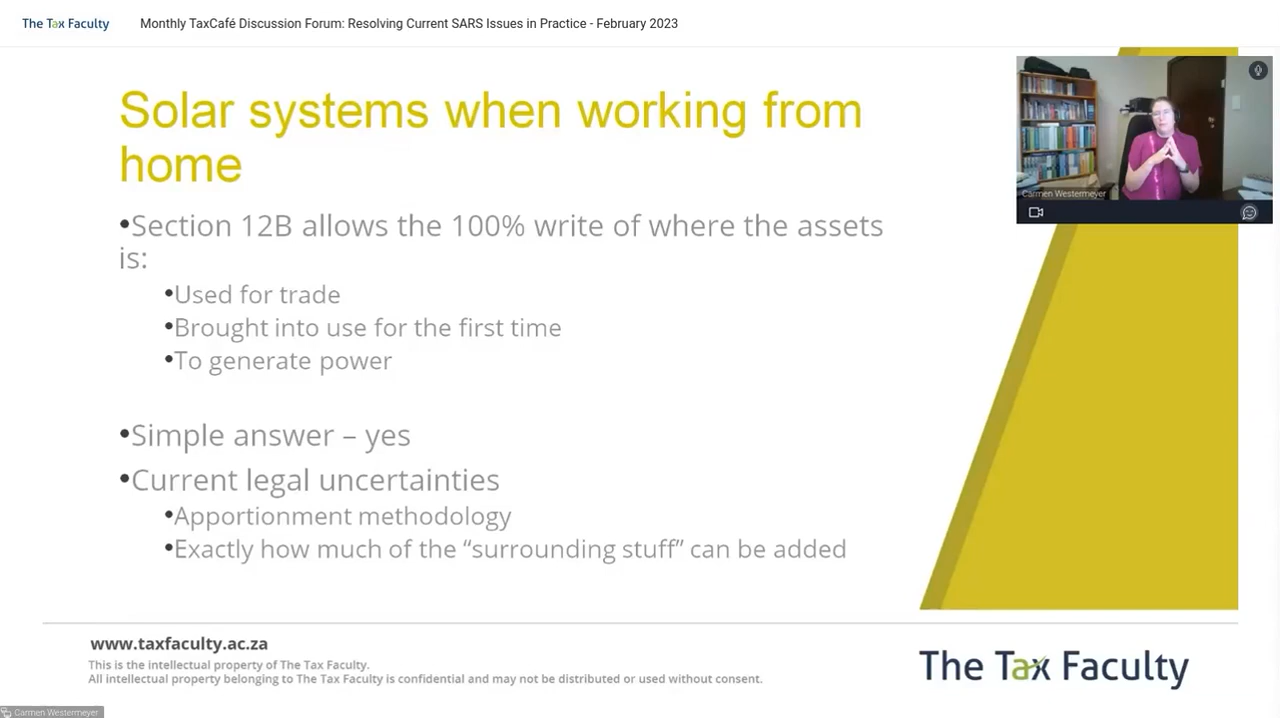 The Tax Faculty
Monthly TaxCafé Discussion Forum: Resolving Current SARS Issues in Practice - February 2023
Solar systems when working from
home
Carmen Westermeyer
•Section 12B allows the 100% write of where the assets
is:
•Used for trade
•Brought into use for the first time
•To generate power
•Simple answer – yes
•Current legal uncertainties
•Apportionment methodology
•Exactly how much of the “surrounding stuff” can be added
www.taxfaculty.ac.za
This is the intellectual property of The Tax Faculty.
All intellectual property belonging to The Tax Faculty is confidential and may not be distributed or used without consent.
The Tax Faculty
Carmen Westermeyer